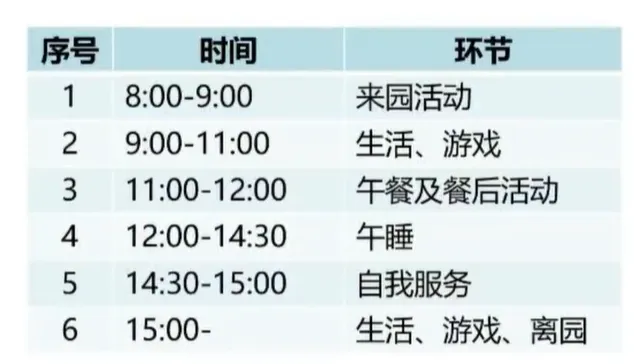 序号 时间 环节
1 8:00-9:00 来园活动
2 9:00-11:00 生活、游戏
3 11:00-12:00 午餐及餐后活动
4 12:00-14:30 午睡
5 14:30-15:00 自我服务
6 15:00- 生活、游戏、离园